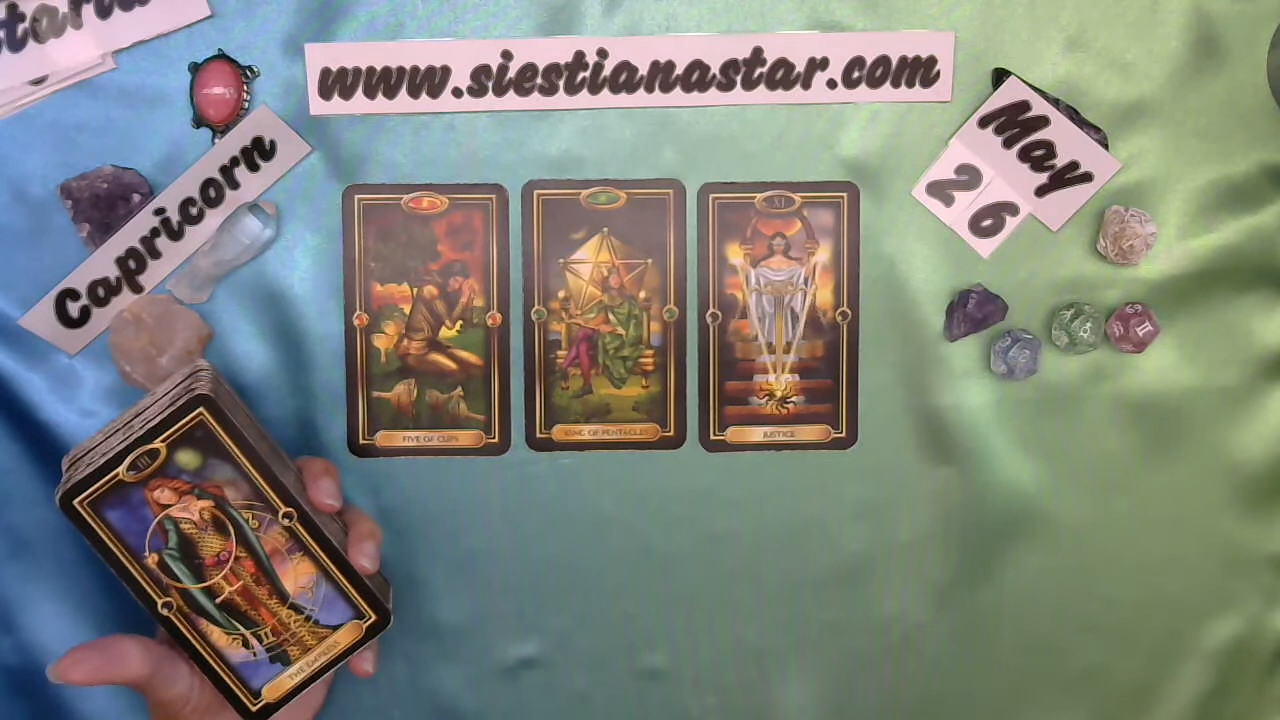 www.siestianastar.com
Capricorn
May
26
XI
FIVE OF CUPS
KING OF PENTACLES
JUSTICE
III
THE EMPRESS